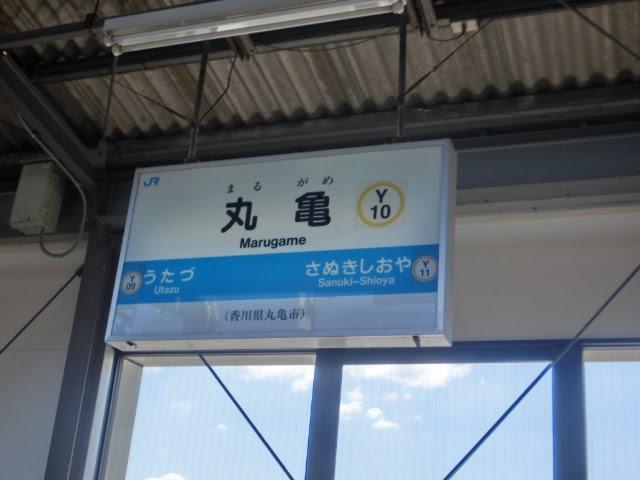 JR
まるがめ
丸亀
Y
10
Marugame
Y
09
うたづ
Utazu
さぬきしおや
Sanuki-Shioya
Y
11
(香川県丸亀市)